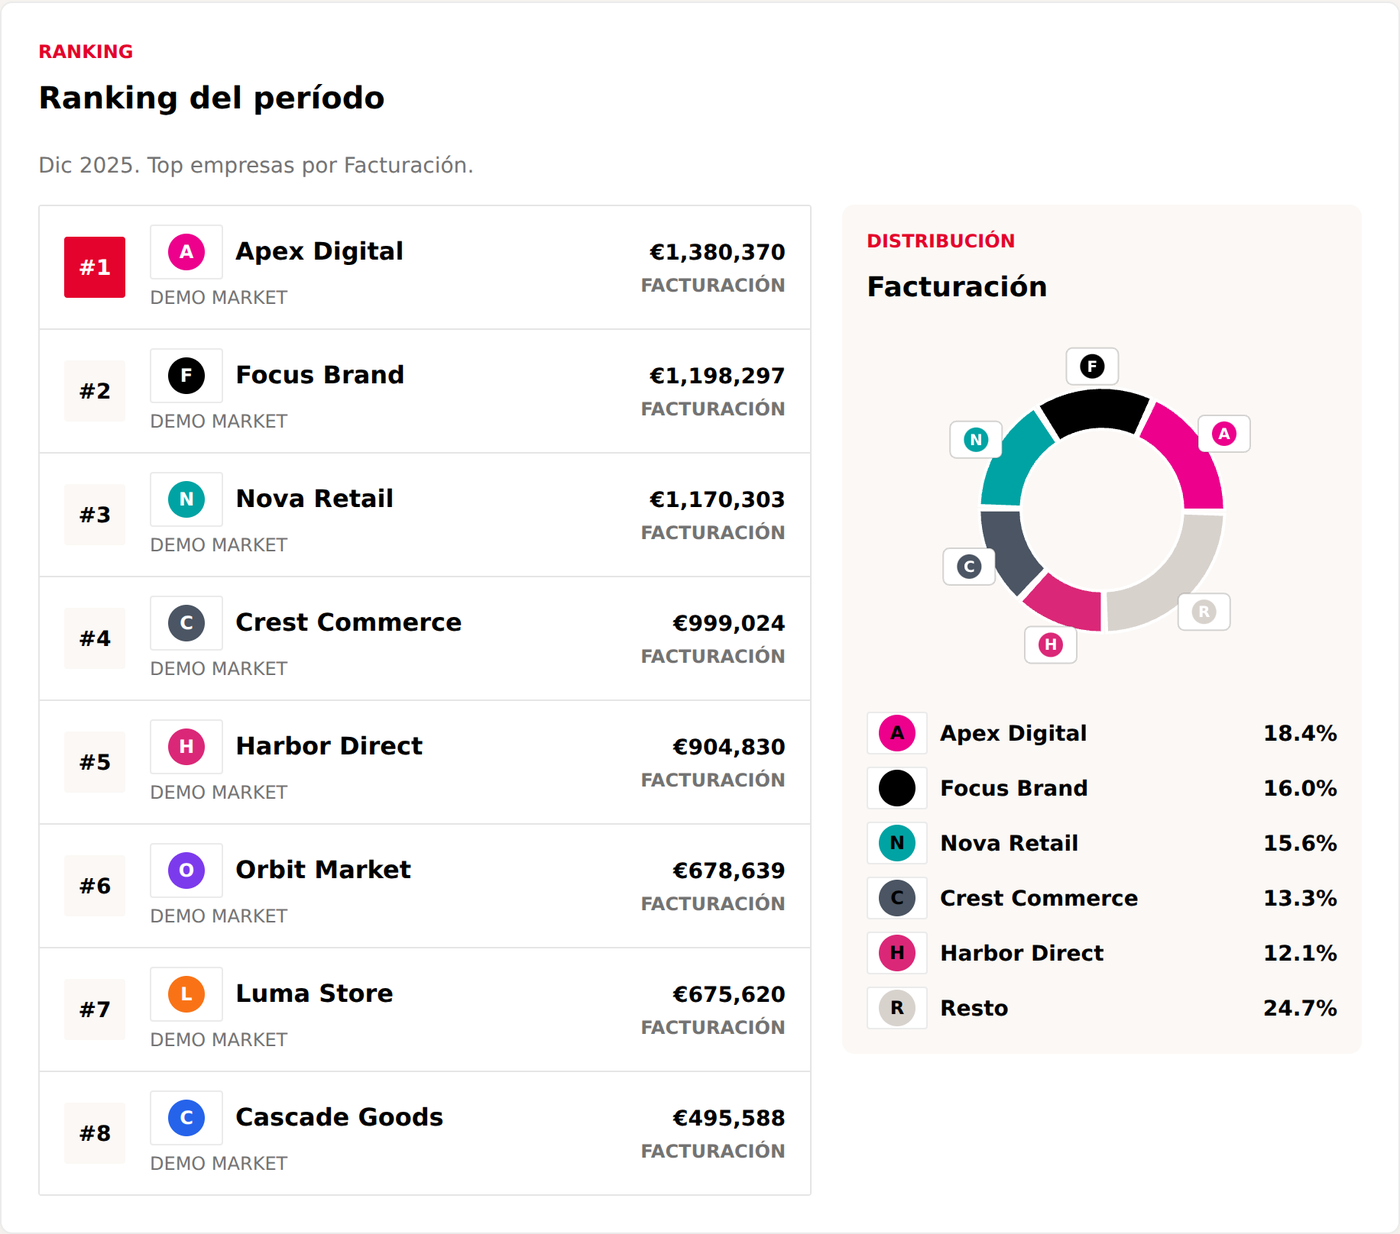 RANKING
Ranking del período
Dic 2025. Top empresas por Facturación.
#1
A
Apex Digital
DEMO MARKET
€1,380,370
FACTURACIÓN
#2
F
Focus Brand
DEMO MARKET
€1,198,297
FACTURACIÓN
#3
N
Nova Retail
DEMO MARKET
€1,170,303
FACTURACIÓN
#4
C
Crest Commerce
DEMO MARKET
€999,024
FACTURACIÓN
#5
H
Harbor Direct
DEMO MARKET
€904,830
FACTURACIÓN
#6
O
Orbit Market
DEMO MARKET
€678,639
FACTURACIÓN
#7
L
Luma Store
DEMO MARKET
€675,620
FACTURACIÓN
#8
C
Cascade Goods
DEMO MARKET
€495,588
FACTURACIÓN
DISTRIBUCIÓN
Facturación
F
A
N
C
R
H
A Apex Digital 18.4%
Focus Brand 16.0%
N Nova Retail 15.6%
C Crest Commerce 13.3%
H Harbor Direct 12.1%
R Resto 24.7%